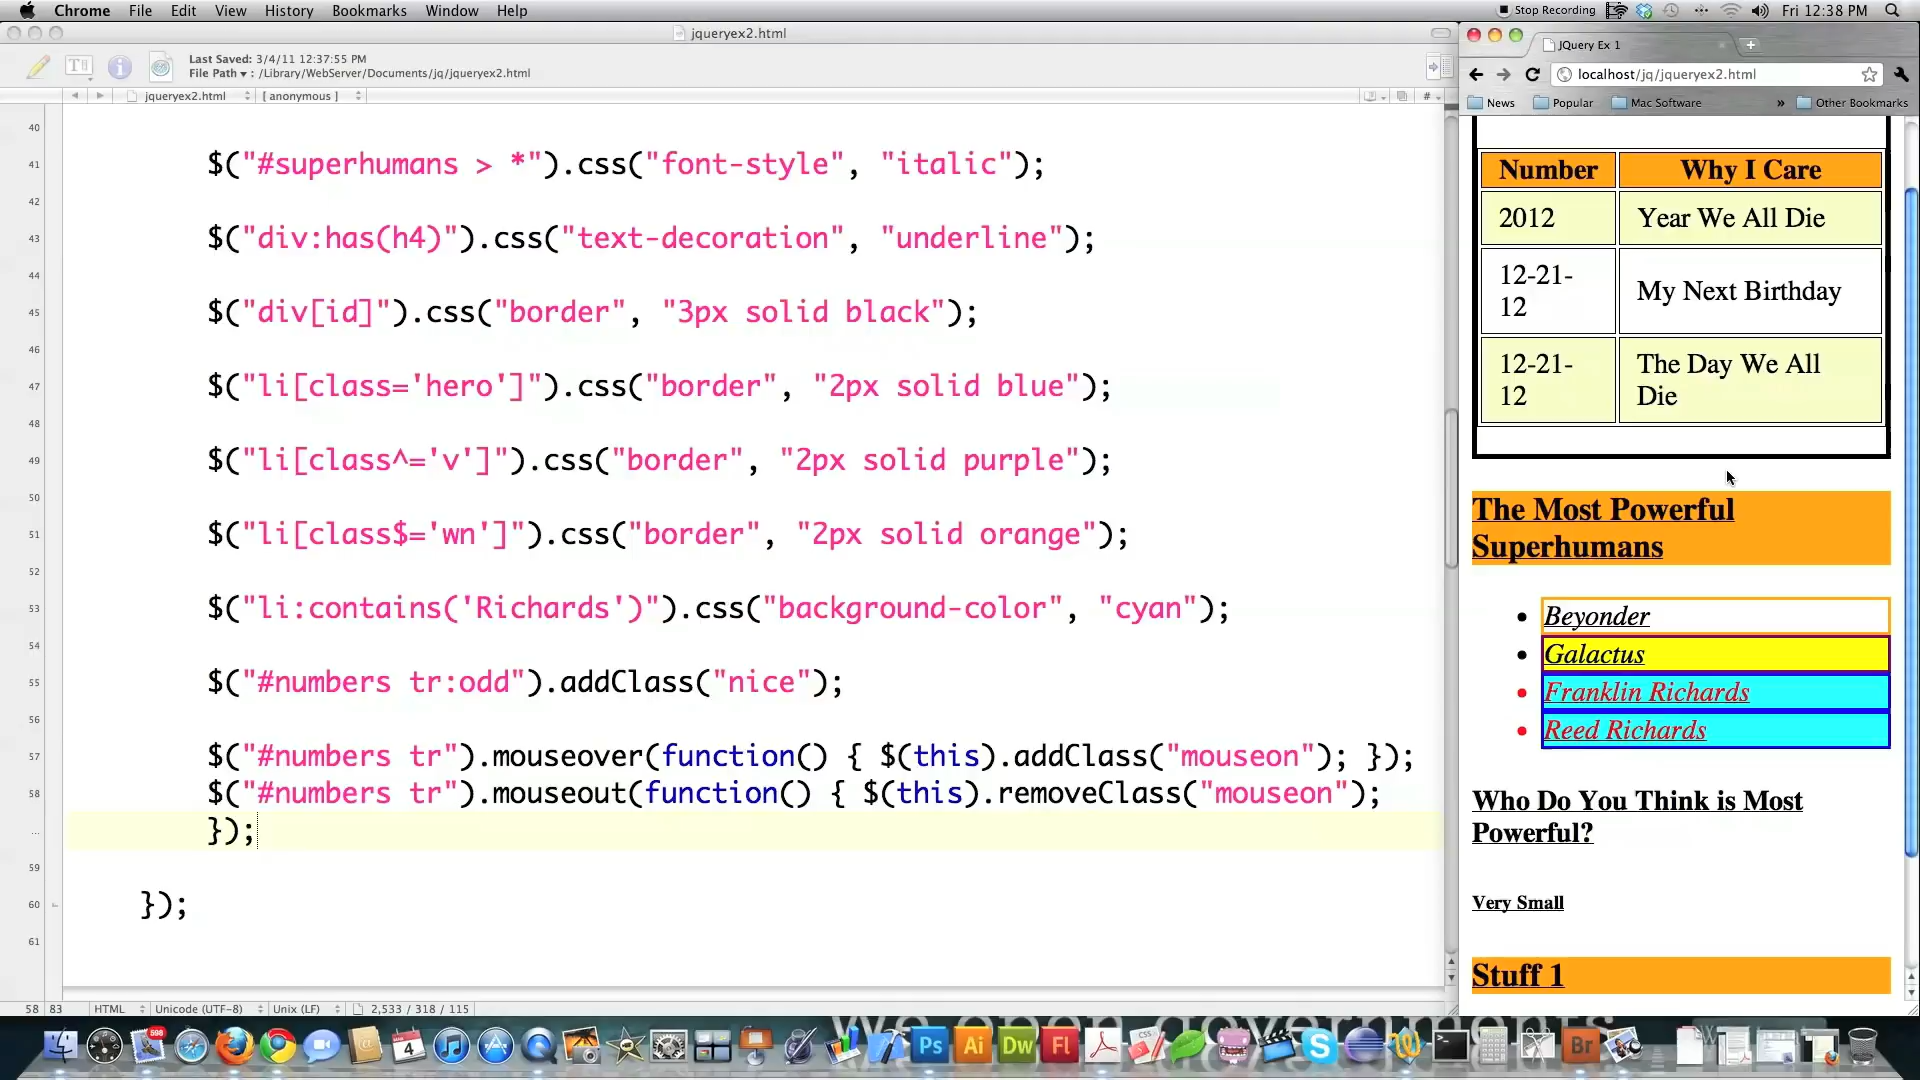 Chrome File Edit View History Bookmarks Window Help
Stop Recording Fri 12:38 PM
jqueryex2.html
Last Saved: 3/4/11 12:37:55 PM
File Path ▾ : /Library/WebServer/Documents/jq/jqueryex2.html
jqueryex2.html [ anonymous ] #
40
41 $("#superhumans > *").css("font-style", "italic");
42
43 $("div:has(h4)").css("text-decoration", "underline");
44
45 $("div[id]").css("border", "3px solid black");
46
47 $("li[class='hero']").css("border", "2px solid blue");
48
49 $("li[class^='v']").css("border", "2px solid purple");
50
51 $("li[class$='wn']").css("border", "2px solid orange");
52
53 $("li:contains('Richards')").css("background-color", "cyan");
54
55 $("#numbers tr:odd").addClass("nice");
56
57 $("#numbers tr").mouseover(function() { $(this).addClass("mouseon"); });
58 $("#numbers tr").mouseout(function() { $(this).removeClass("mouseon");
... });
59
60 });
61
58 83 HTML Unicode (UTF-8) Unix (LF) 2,533 / 318 / 115
JQuery Ex 1
localhost/jq/jqueryex2.html
News Popular Mac Software » Other Bookmarks
Number Why I Care
2012 Year We All Die
12-21-
12
My Next Birthday
12-21-
12
The Day We All
Die
The Most Powerful
Superhumans
Beyonder
Galactus
Franklin Richards
Reed Richards
Who Do You Think is Most
Powerful?
Very Small
Stuff 1
598
4
Ps Ai Dw Fl
CSS
Br